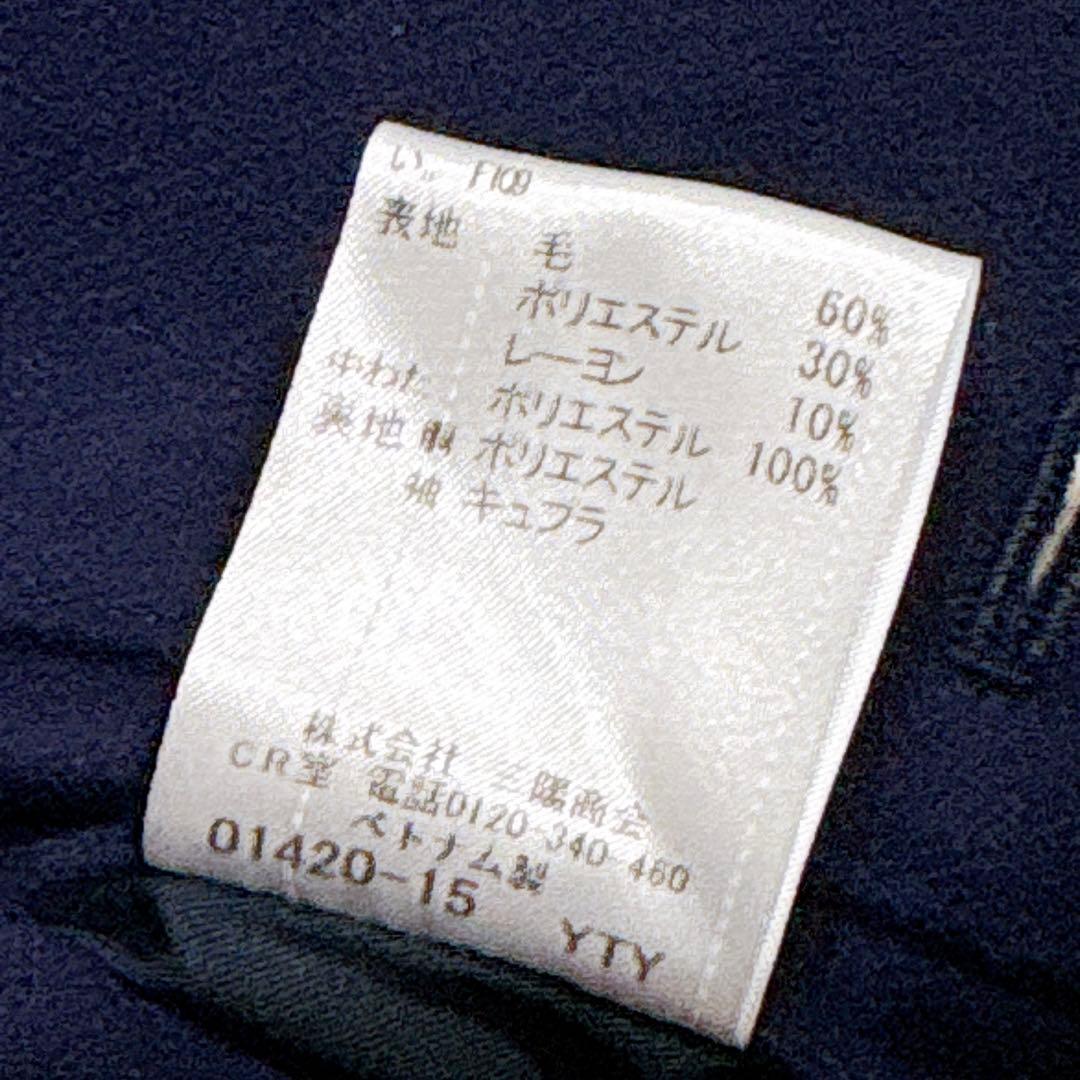 F109
表地 毛 60%
ポリエステル 30%
レーヨン 10%
中わた ポリエステル 100%
裏地 胴 ポリエステル
袖 キュプラ
株式会社 三陽商会
CR室 電話0120-340-460
ベトナム製
01420-15 YTY